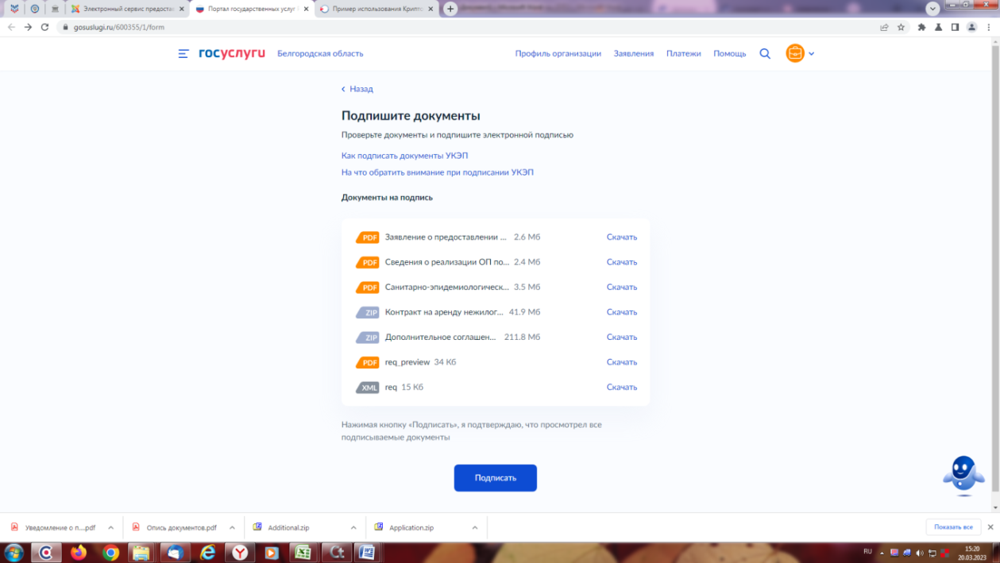 Электронный сервис предостав
Портал государственных услуг
Пример использования Крипто
gosuslugi.ru/600355/1/form
госуслуги Белгородская область Профиль организации Заявления Платежи Помощь
Назад
Подпишите документы
Проверьте документы и подпишите электронной подписью
Как подписать документы УКЭП
На что обратить внимание при подписании УКЭП
Документы на подпись
PDF Заявление о предоставлении ... 2.6 Мб Скачать
PDF Сведения о реализации ОП по... 2.4 Мб Скачать
PDF Санитарно-эпидемиологическ... 3.5 Мб Скачать
ZIP Контракт на аренду нежилог... 41.9 Мб Скачать
ZIP Дополнительное соглашен... 211.8 Мб Скачать
PDF req_preview 34 Кб Скачать
XML req 15 Кб Скачать
Нажимая кнопку «Подписать», я подтверждаю, что просмотрел все
подписываемые документы
Подписать
Уведомление о п....pdf Опись документов.pdf Additional.zip Application.zip Показать все
RU 15:20
20.03.2023